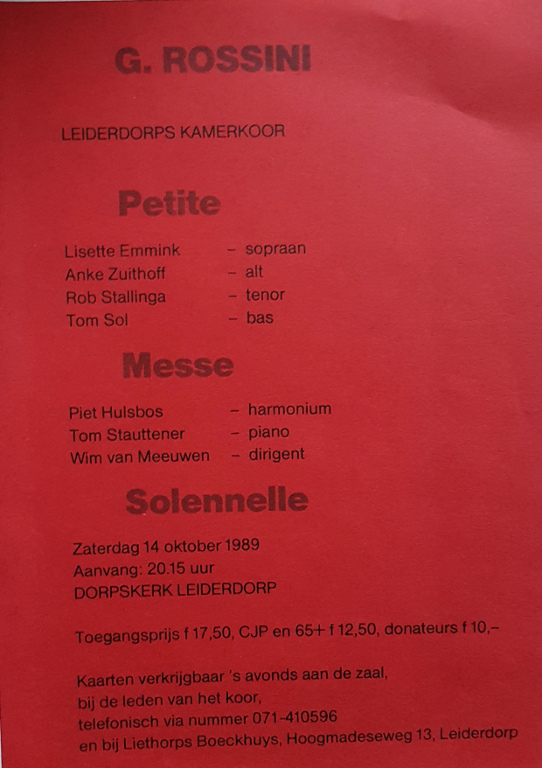 G. ROSSINI
LEIDERDORPS KAMERKOOR
Petite
Lisette Emmink – sopraan
Anke Zuithoff – alt
Rob Stallinga – tenor
Tom Sol – bas
Messe
Piet Hulsbos – harmonium
Tom Stauttener – piano
Wim van Meeuwen – dirigent
Solennelle
Zaterdag 14 oktober 1989
Aanvang: 20.15 uur
DORPSKERK LEIDERDORP
Toegangsprijs f 17,50, CJP en 65+ f 12,50, donateurs f 10,–
Kaarten verkrijgbaar 's avonds aan de zaal,
bij de leden van het koor,
telefonisch via nummer 071-410596
en bij Liethorps Boeckhuys, Hoogmadeseweg 13, Leiderdorp